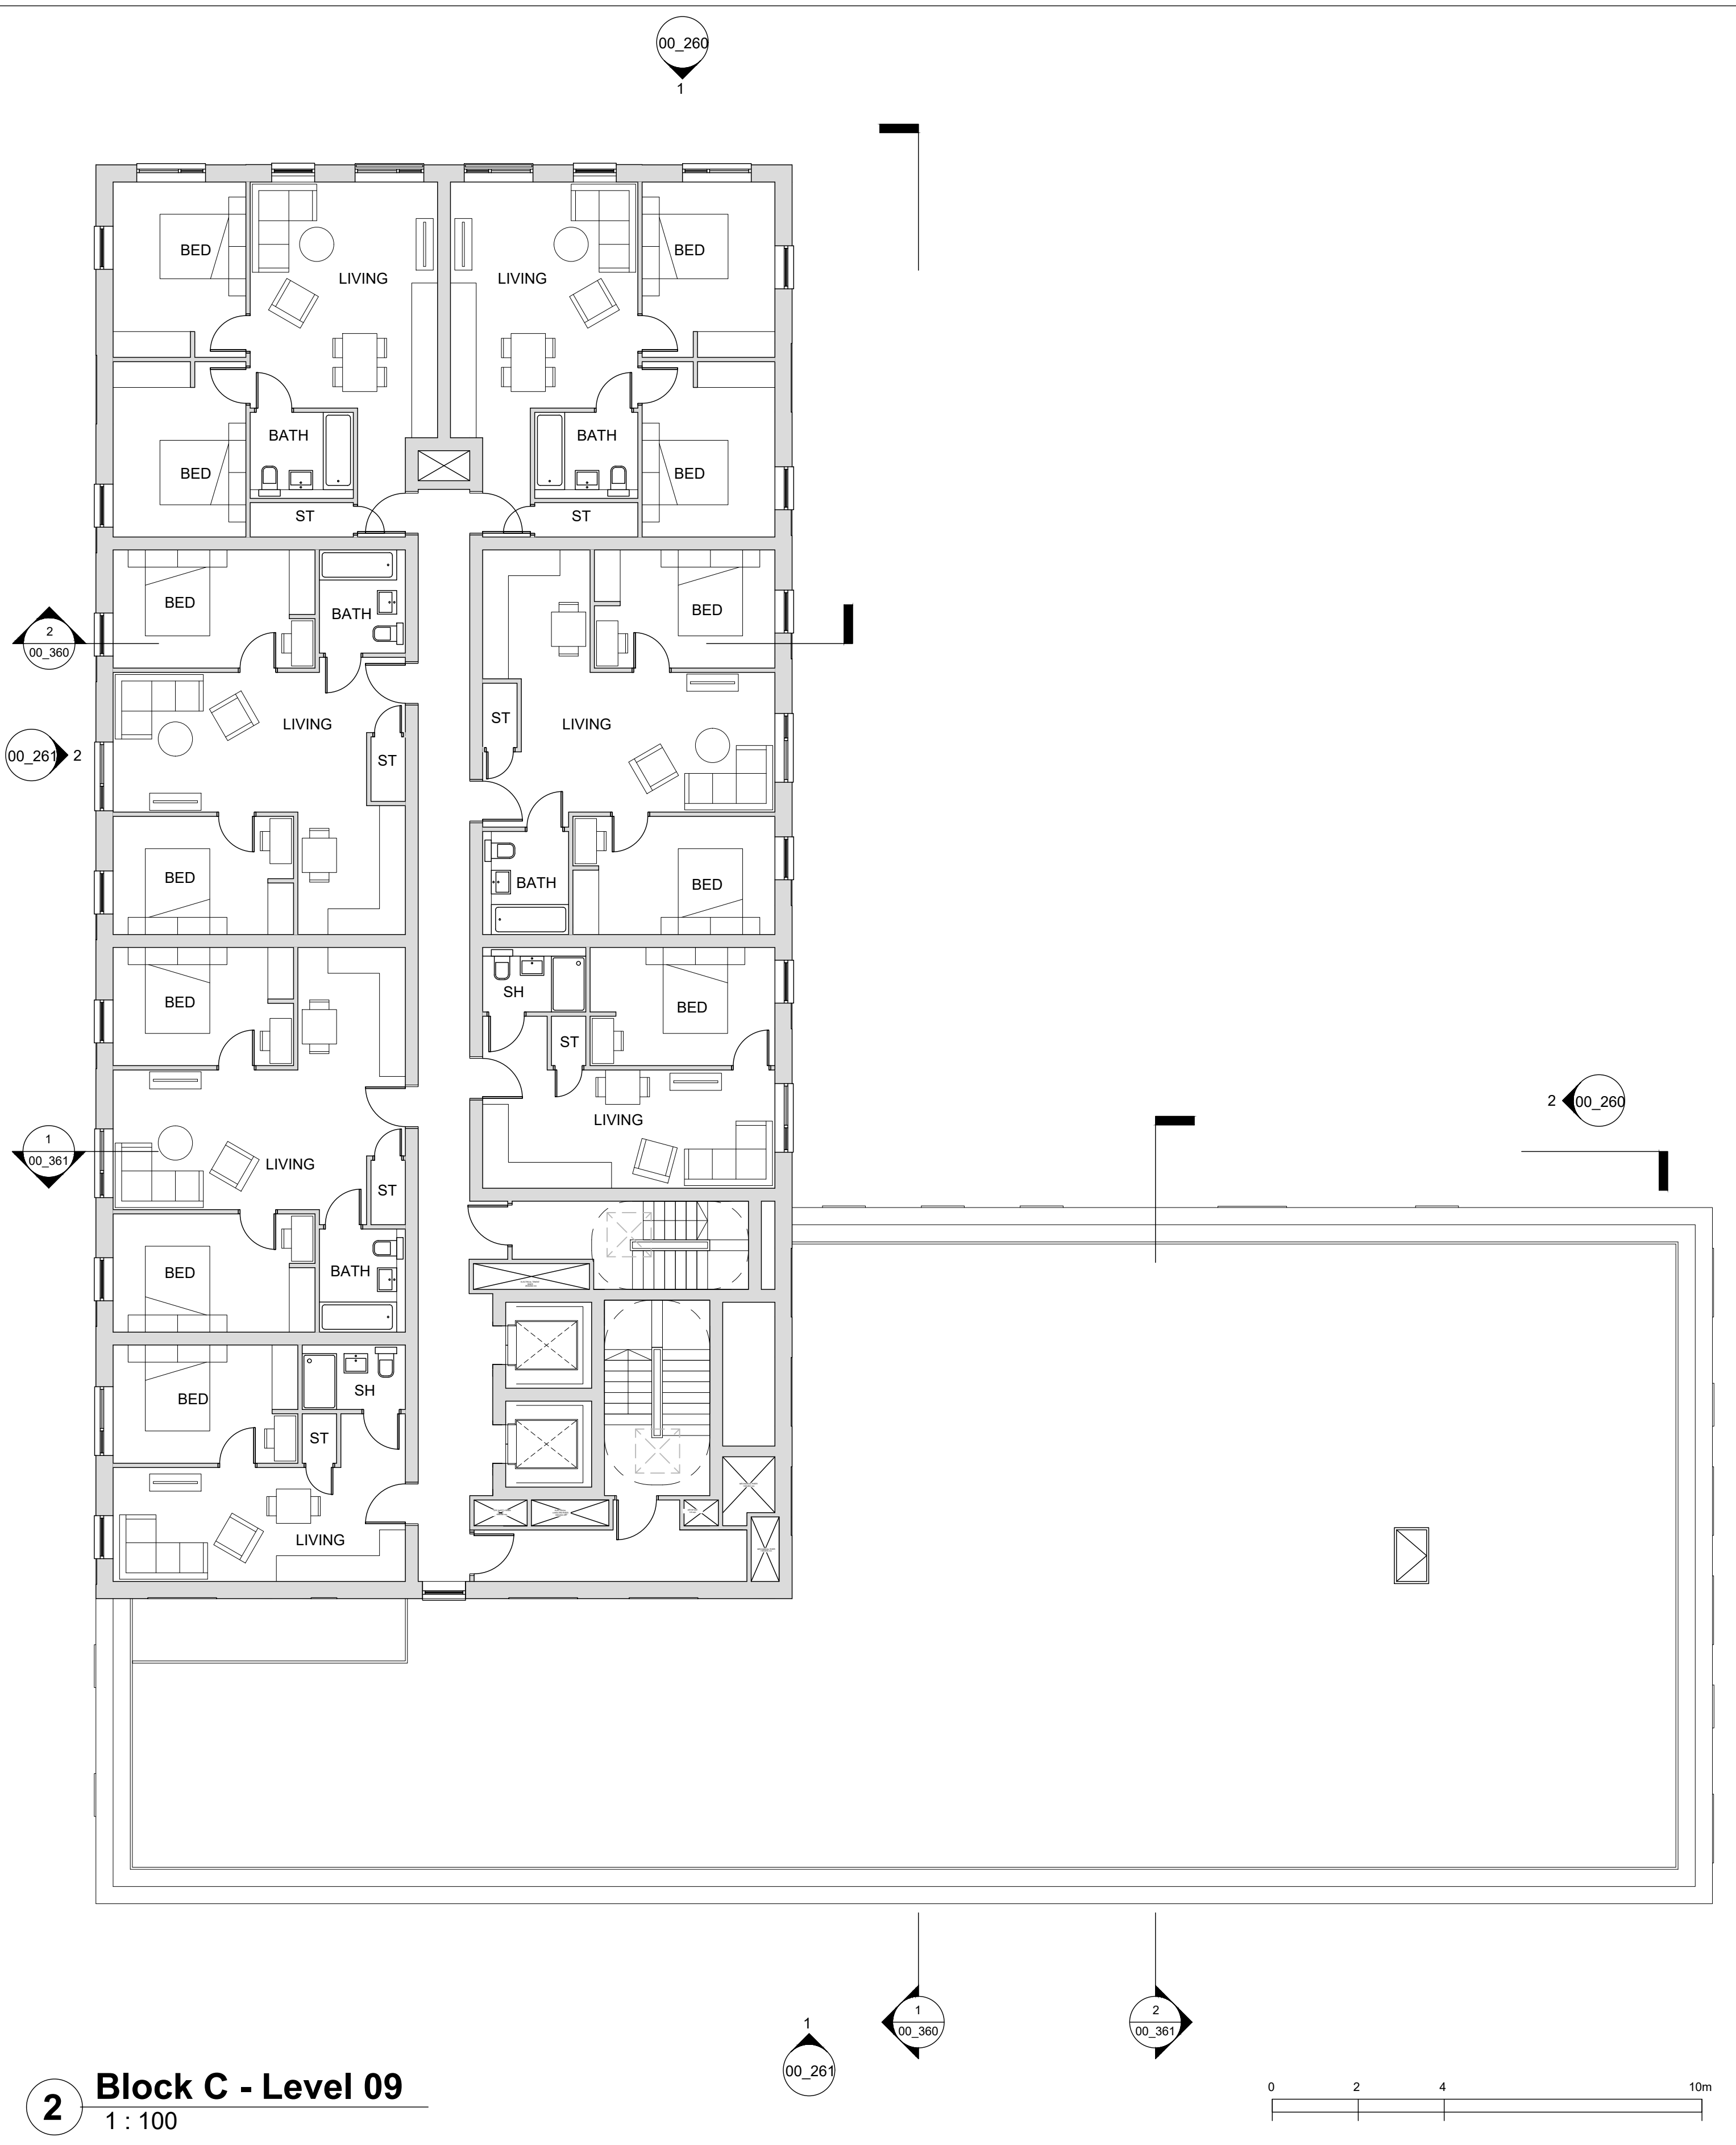 00_260
1
BED
LIVING
LIVING
BED
BATH
BATH
BED
BED
ST
ST
BED
BATH
BED
2
00_360
ST
LIVING
LIVING
00_261
2
ST
BED
BATH
BED
BED
SH
BED
ST
LIVING
2
00_260
1
00_361
LIVING
ST
BED
BATH
BED
SH
ST
LIVING
1
00_360
2
00_361
1
00_261
2
Block C - Level 09
1 : 100
0
2
4
10m